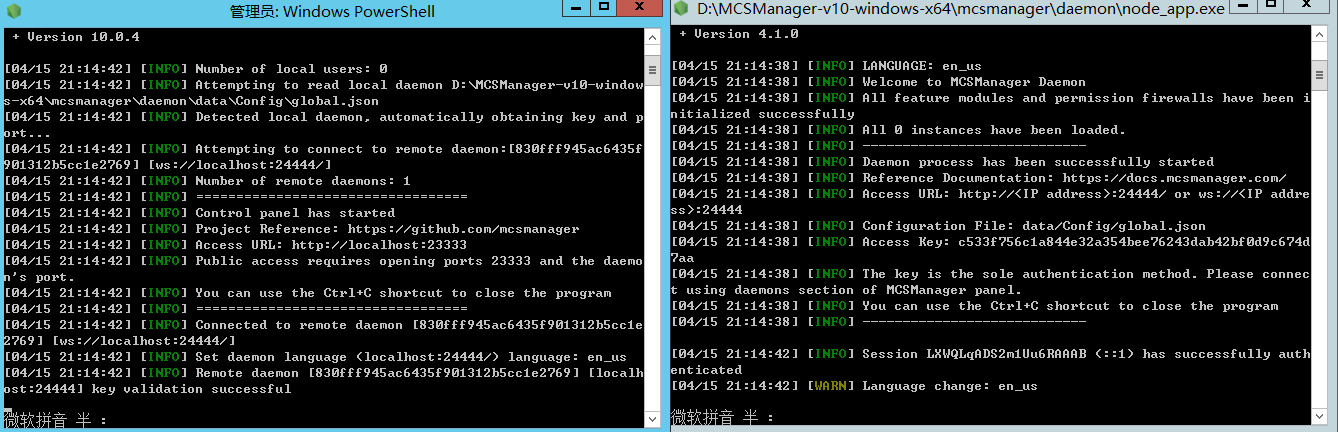 管理员: Windows PowerShell
+ Version 10.0.4
[04/15 21:14:42] [INFO] Number of local users: 0
[04/15 21:14:42] [INFO] Attempting to read local daemon D:\MCSManager-v10-window
s-x64\mcsmanager\daemon\data\Config\global.json
[04/15 21:14:42] [INFO] Detected local daemon, automatically obtaining key and p
ort...
[04/15 21:14:42] [INFO] Attempting to connect to remote daemon:[830fff945ac6435f
901312b5cc1e2769] [ws://localhost:24444/]
[04/15 21:14:42] [INFO] Number of remote daemons: 1
[04/15 21:14:42] [INFO] ==================================
[04/15 21:14:42] [INFO] Control panel has started
[04/15 21:14:42] [INFO] Project Reference: https://github.com/mcsmanager
[04/15 21:14:42] [INFO] Access URL: http://localhost:23333
[04/15 21:14:42] [INFO] Public access requires opening ports 23333 and the daemo
n's port.
[04/15 21:14:42] [INFO] You can use the Ctrl+C shortcut to close the program
[04/15 21:14:42] [INFO] ==================================
[04/15 21:14:42] [INFO] Connected to remote daemon [830fff945ac6435f901312b5cc1e
2769] [ws://localhost:24444/]
[04/15 21:14:42] [INFO] Set daemon language (localhost:24444/) language: en_us
[04/15 21:14:42] [INFO] Remote daemon [830fff945ac6435f901312b5cc1e2769] [localh
ost:24444] key validation successful
微软拼音 半 :
D:\MCSManager-v10-windows-x64\mcsmanager\daemon\node_app.exe
+ Version 4.1.0
[04/15 21:14:38] [INFO] LANGUAGE: en_us
[04/15 21:14:38] [INFO] Welcome to MCSManager Daemon
[04/15 21:14:38] [INFO] All feature modules and permission firewalls have been i
nitialized successfully
[04/15 21:14:38] [INFO] All 0 instances have been loaded.
[04/15 21:14:38] [INFO] ----------------------------
[04/15 21:14:38] [INFO] Daemon process has been successfully started
[04/15 21:14:38] [INFO] Reference Documentation: https://docs.mcsmanager.com/
[04/15 21:14:38] [INFO] Access URL: http://<IP address>:24444/ or ws://<IP addre
ss>:24444
[04/15 21:14:38] [INFO] Configuration File: data/Config/global.json
[04/15 21:14:38] [INFO] Access Key: c533f756c1a844e32a354bee76243dab42bf0d9c674d
7aa
[04/15 21:14:38] [INFO] The key is the sole authentication method. Please connec
t using daemons section of MCSManager panel.
[04/15 21:14:38] [INFO] You can use the Ctrl+C shortcut to close the program
[04/15 21:14:38] [INFO] ----------------------------
[04/15 21:14:42] [INFO] Session LXWQLqADS2m1Uu6RAAAB (::1) has successfully auth
enticated
[04/15 21:14:42] [WARN] Language change: en_us
微软拼音 半 :